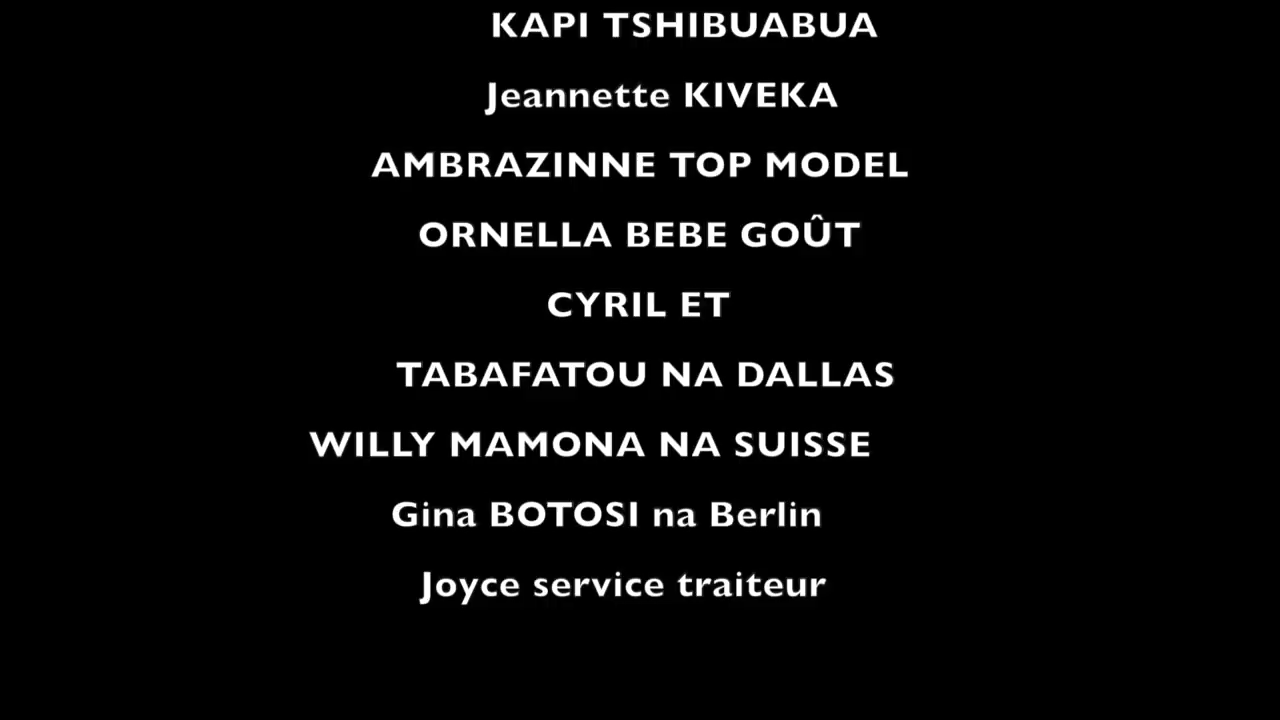 KAPI TSHIBUABUA
Jeannette KIVEKA
AMBRAZINNE TOP MODEL
ORNELLA BEBE GOÛT
CYRIL ET
TABAFATOU NA DALLAS
WILLY MAMONA NA SUISSE
Gina BOTOSI na Berlin
Joyce service traiteur